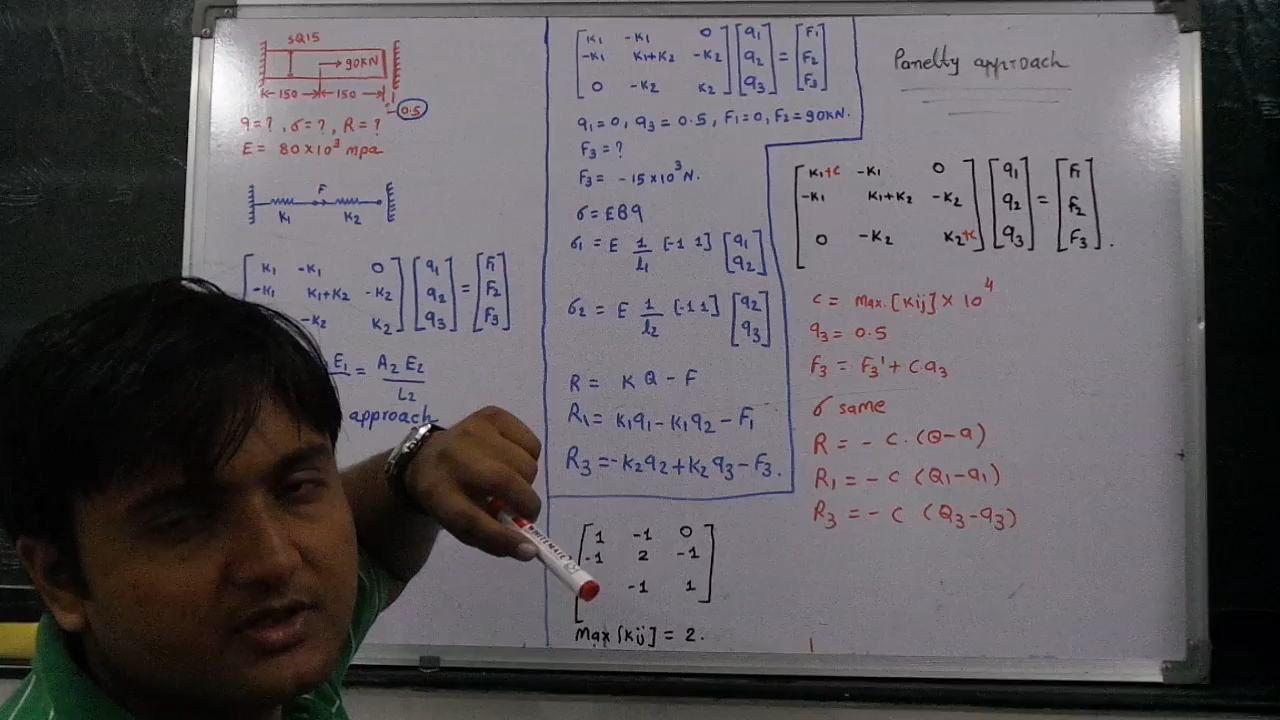 SQ15
90KN
150 150
0.5
q=? , σ=? , R=?
E= 80×10³ mpa
F
K1 K2
[K1 -K1 0] [q1] = [F1]
[-K1 K1+K2 -K2] [q2] = [F2]
[-K2 K2] [q3] = [F3]
E1 = A2 E2
L2
approach
[K1 -K1 0] [q1] = [F1]
[-K1 K1+K2 -K2] [q2] = [F2]
[0 -K2 K2] [q3] = [F3]
q1=0, q3=0.5, F1=0, F2=90KN.
F3=?
F3= -15×10³N.
σ=EBq
σ1 = E 1/l1 [-1 1] [q1 q2]
σ2 = E 1/l2 [-1 1] [q2 q3]
R= KQ-F
R1= K1q1-K1q2-F1
R3=-K2q2+K2q3-F3.
[1 -1 0]
[-1 2 -1]
[-1 1]
Max[Kij] = 2.
WHITEMATE
Panelty approach
[K1+C -K1 0] [q1] = [F1]
[-K1 K1+K2 -K2] [q2] = [F2]
[0 -K2 K2+C] [q3] = [F3].
C= Max.[Kij]×10⁴
q3=0.5
F3 = F3'+C.a3
σ same
R= -C.(Q-a)
R1= -C (Q1-a1)
R3= -C (Q3-a3)